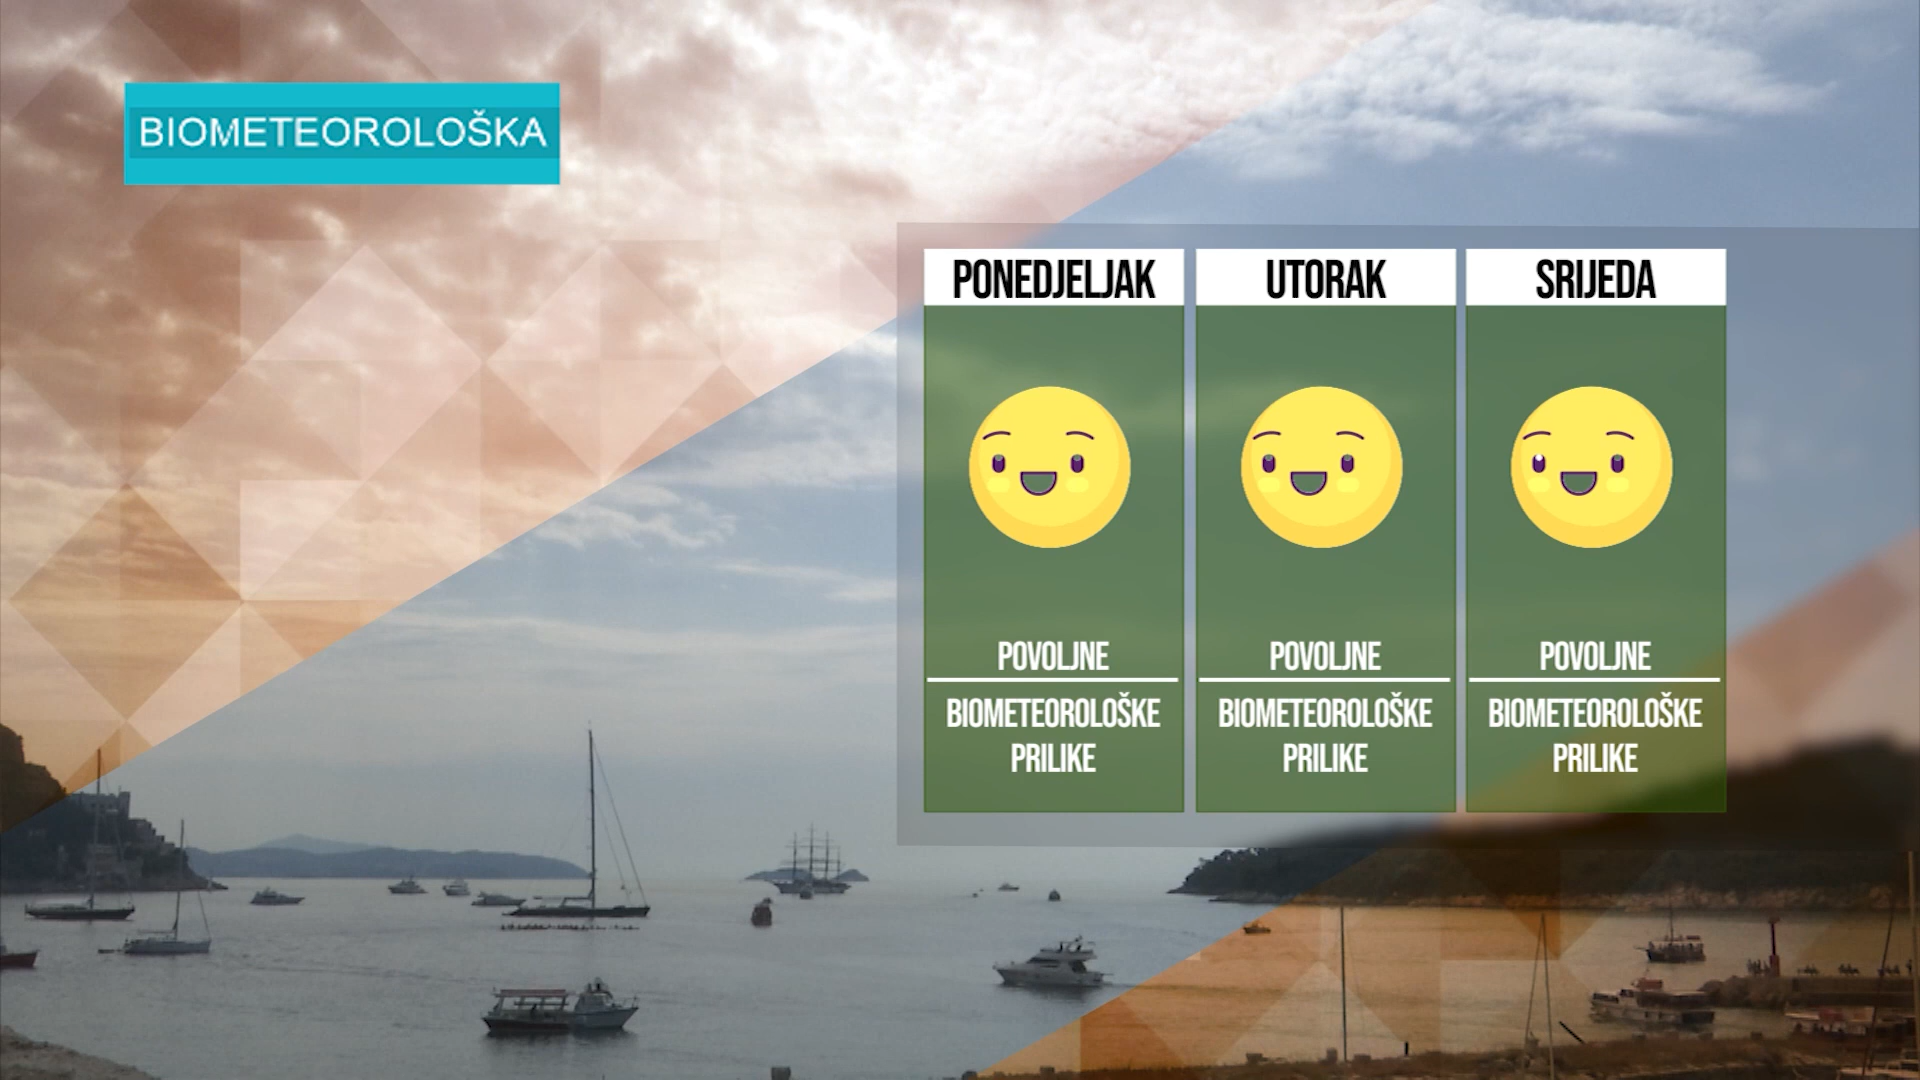 BIOMETEOROLOŠKA
PONEDJELJAK
POVOLJNE
BIOMETEOROLOŠKE
PRILIKE
UTORAK
POVOLJNE
BIOMETEOROLOŠKE
PRILIKE
SRIJEDA
POVOLJNE
BIOMETEOROLOŠKE
PRILIKE